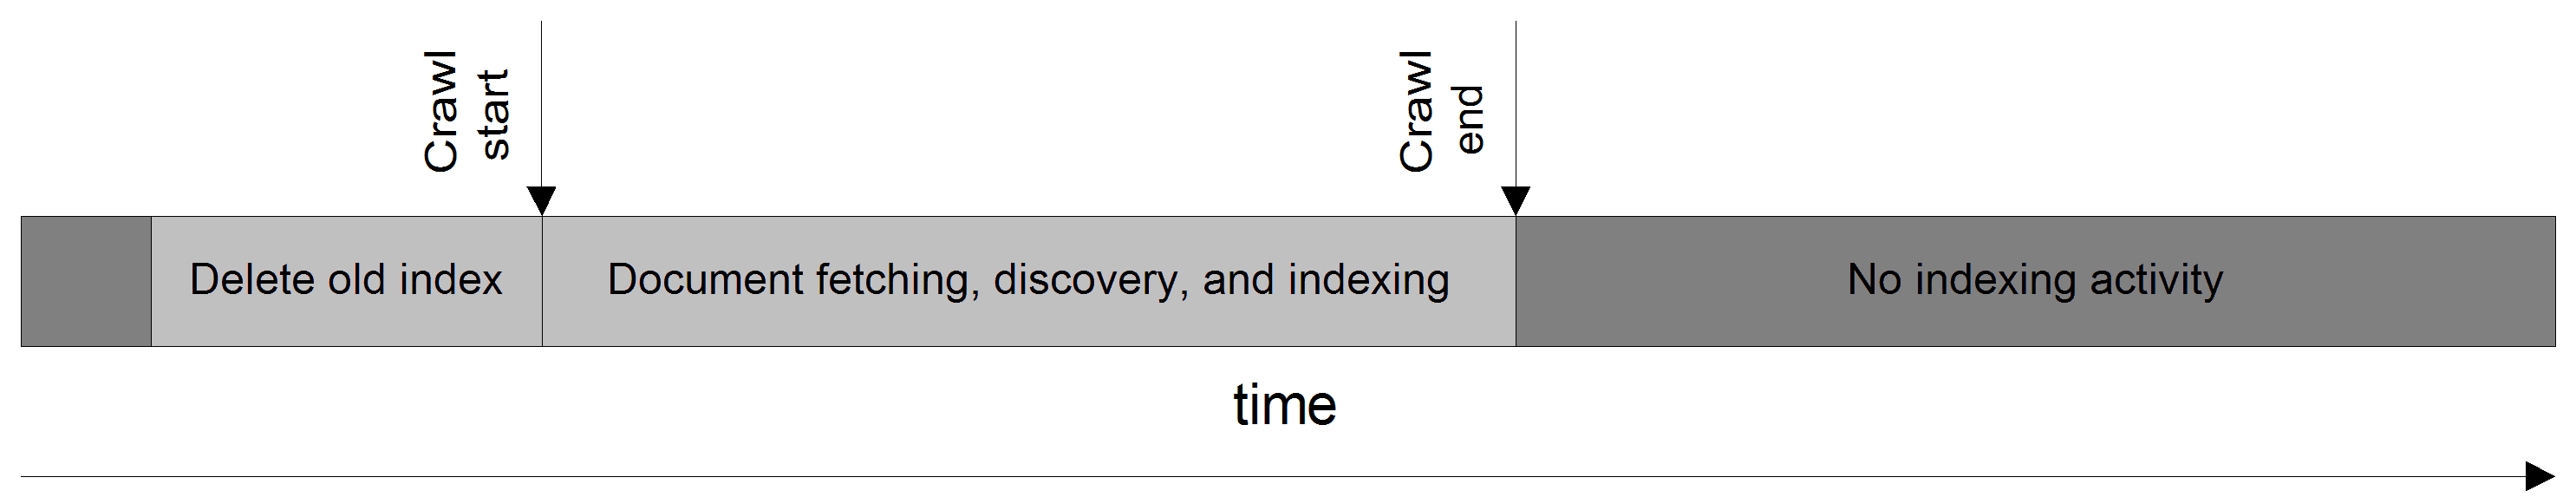 Crawl
start
Crawl
end
Delete old index
Document fetching, discovery, and indexing
No indexing activity
time